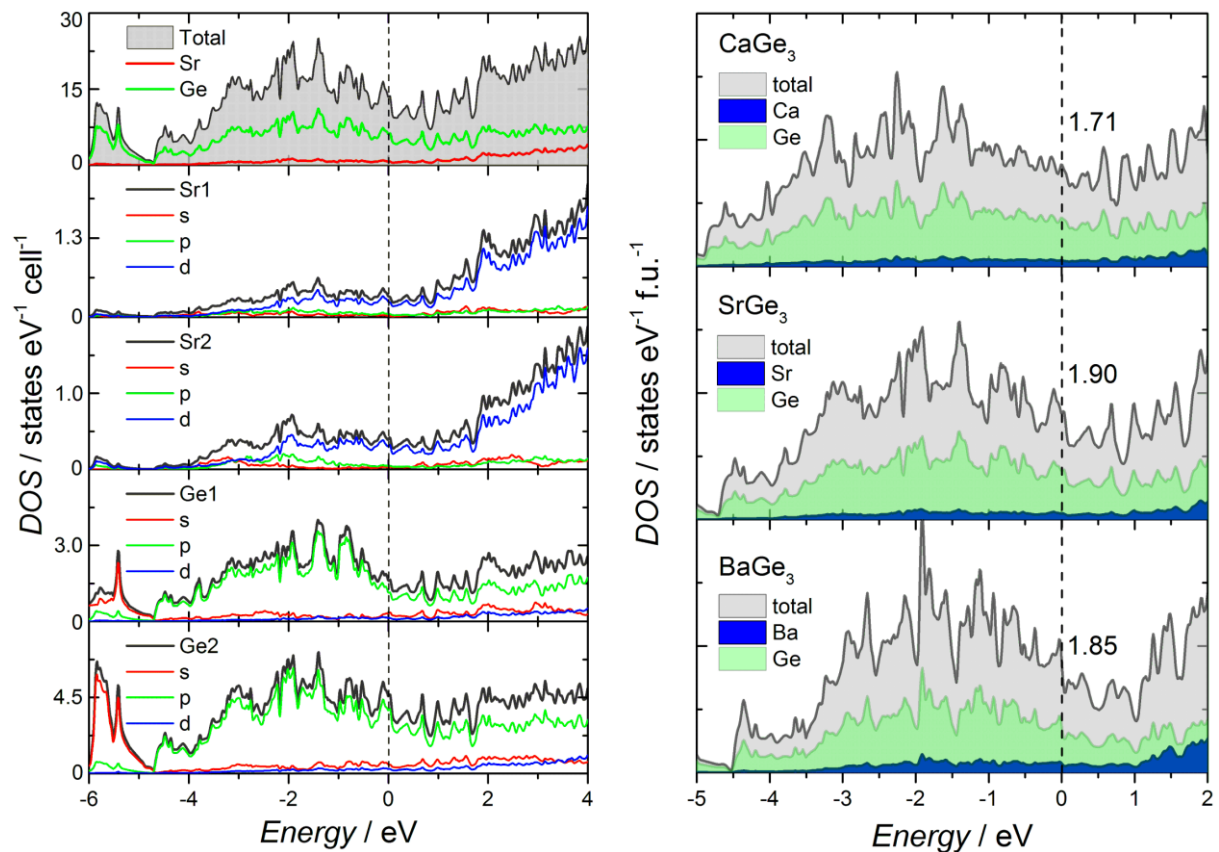 DOS / states eV⁻¹ cell⁻¹
30
15
0
Total
Sr
Ge
1.3
0
Sr1
s
p
d
1.0
0
Sr2
s
p
d
3.0
0
Ge1
s
p
d
4.5
0
Ge2
s
p
d
-6 -4 -2 0 2 4
Energy / eV
DOS / states eV⁻¹ f.u.⁻¹
CaGe₃
total
Ca
Ge
1.71
SrGe₃
total
Sr
Ge
1.90
BaGe₃
total
Ba
Ge
1.85
-5 -4 -3 -2 -1 0 1 2
Energy / eV